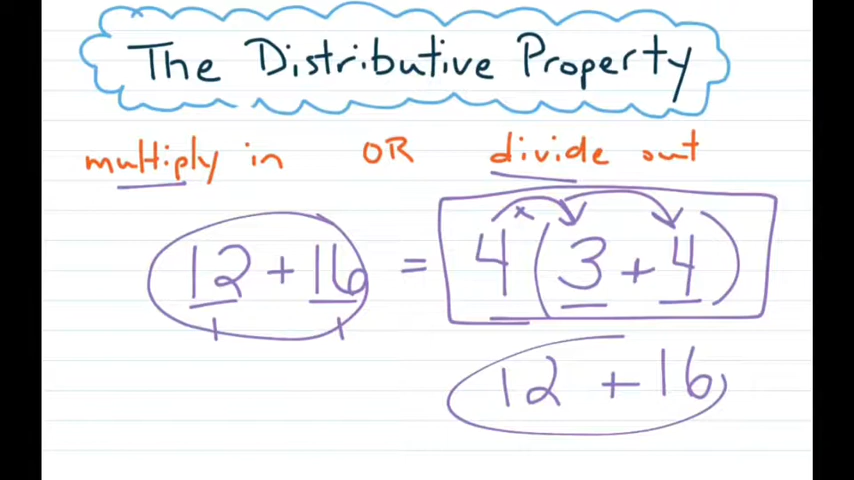 The Distributive Property
multiply in OR divide out
12 + 16 = 4 ( 3 + 4 )
×
12 + 16